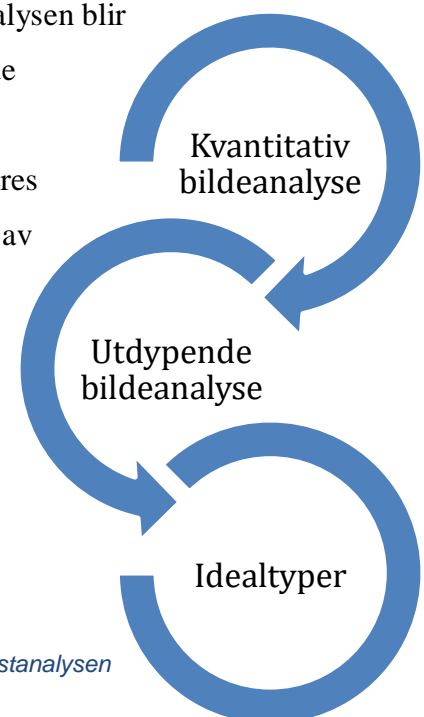 alysen blir
e
res
av
Kvantitativ
bildeanalyse
Utdypende
bildeanalyse
Idealtyper
stanalysen